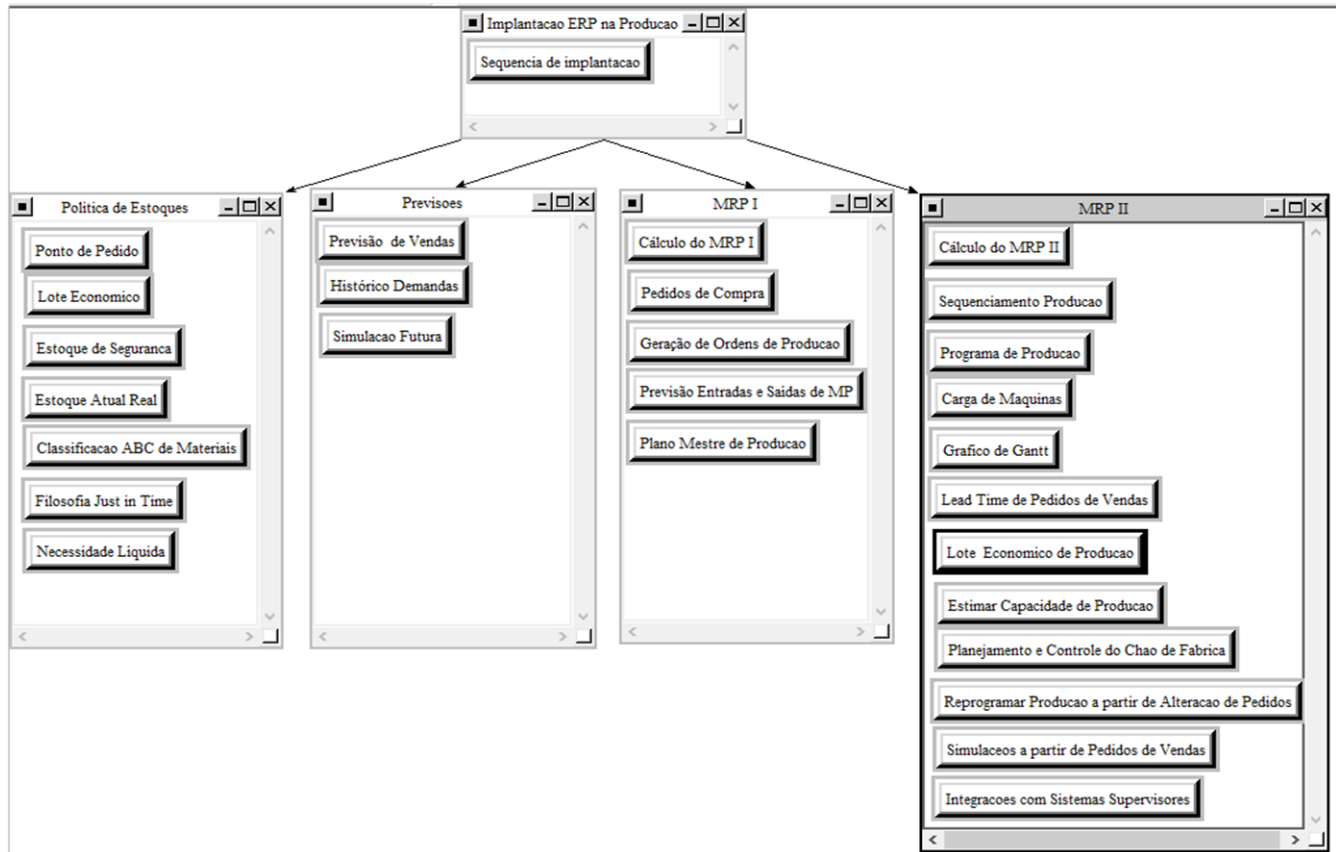 Implantacao ERP na Producao
Sequencia de implantacao
Politica de Estoques
Ponto de Pedido
Lote Economico
Estoque de Seguranca
Estoque Atual Real
Classificacao ABC de Materiais
Filosofia Just in Time
Necessidade Liquida
Previsoes
Previsão de Vendas
Histórico Demandas
Simulacao Futura
MRP I
Cálculo do MRP I
Pedidos de Compra
Geração de Ordens de Producao
Previsão Entradas e Saidas de MP
Plano Mestre de Producao
MRP II
Cálculo do MRP II
Sequenciamento Producao
Programa de Producao
Carga de Maquinas
Grafico de Gantt
Lead Time de Pedidos de Vendas
Lote Economico de Producao
Estimar Capacidade de Producao
Planejamento e Controle do Chao de Fabrica
Reprogramar Producao a partir de Alteracao de Pedidos
Simulaceos a partir de Pedidos de Vendas
Integracoes com Sistemas Supervisores